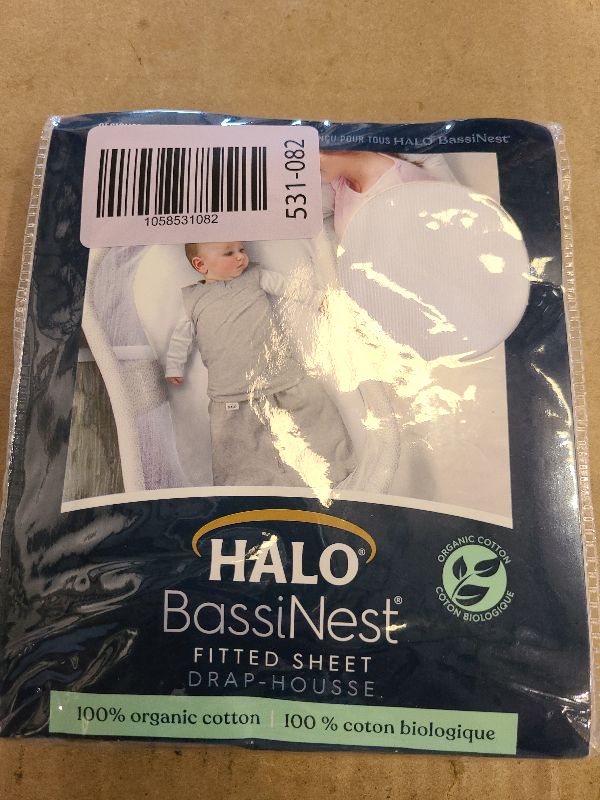 ÇU POUR TOUS HALO BassiNest
1058531082
531-082
HALO®
BassiNest®
FITTED SHEET
DRAP-HOUSSE
ORGANIC COTTON
COTON BIOLOGIQUE
100% organic cotton | 100 % coton biologique